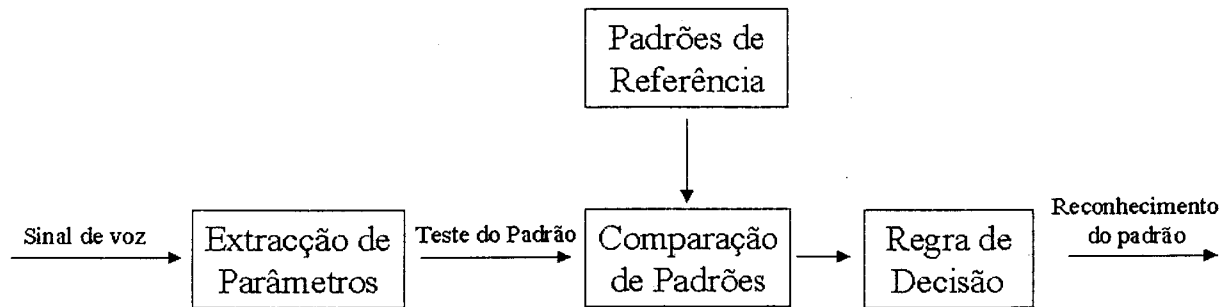 Padrões de
Referência
Sinal de voz
Extracção de
Parâmetros
Teste do Padrão
Comparação
de Padrões
Regra de
Decisão
Reconhecimento
do padrão